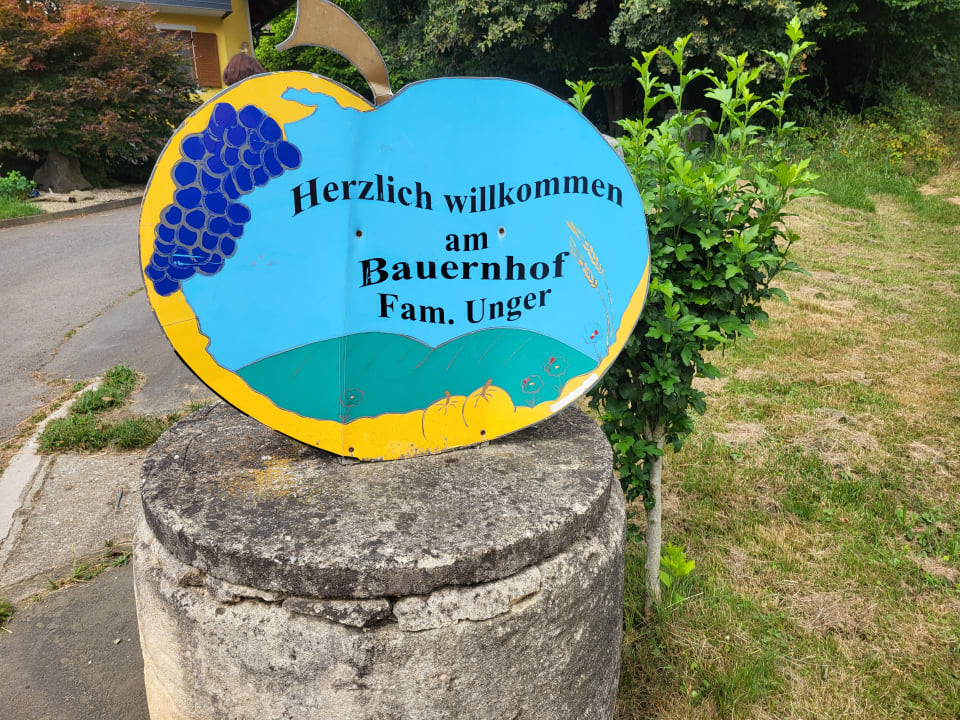 Herzlich willkommen
am
Bauernhof
Fam. Unger